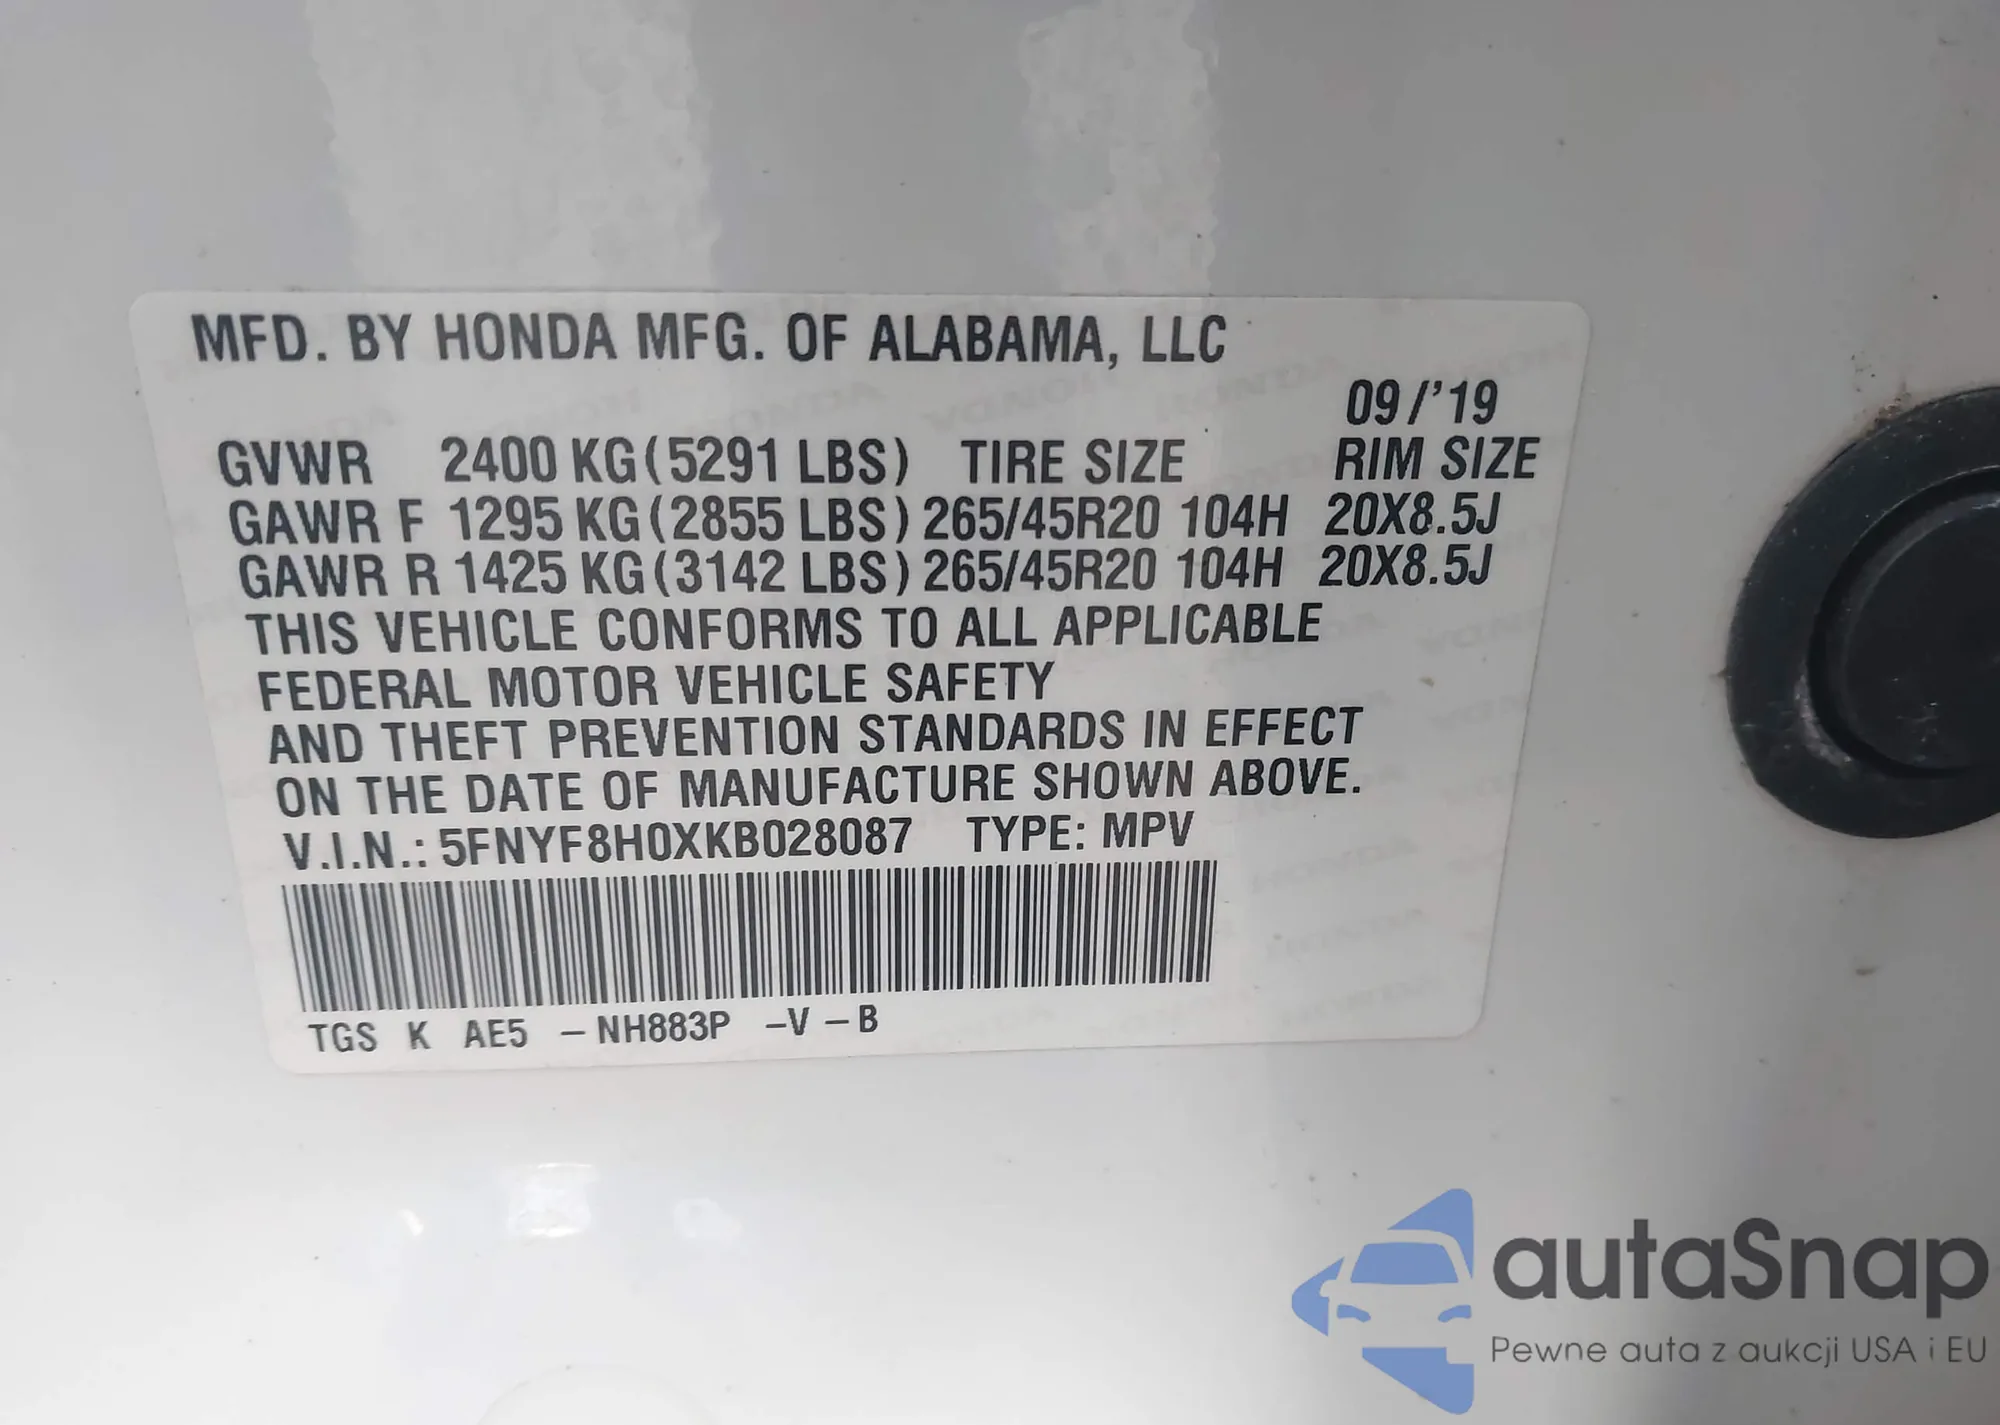 MFD. BY HONDA MFG. OF ALABAMA, LLC
09/'19
GVWR 2400 KG(5291 LBS) TIRE SIZE RIM SIZE
GAWR F 1295 KG(2855 LBS) 265/45R20 104H 20X8.5J
GAWR R 1425 KG(3142 LBS) 265/45R20 104H 20X8.5J
THIS VEHICLE CONFORMS TO ALL APPLICABLE
FEDERAL MOTOR VEHICLE SAFETY
AND THEFT PREVENTION STANDARDS IN EFFECT
ON THE DATE OF MANUFACTURE SHOWN ABOVE.
V.I.N.: 5FNYF8H0XKB028087 TYPE: MPV
TGS K AE5 -NH883P -V-B
autaSnap
Pewne auta z aukcji USA i EU